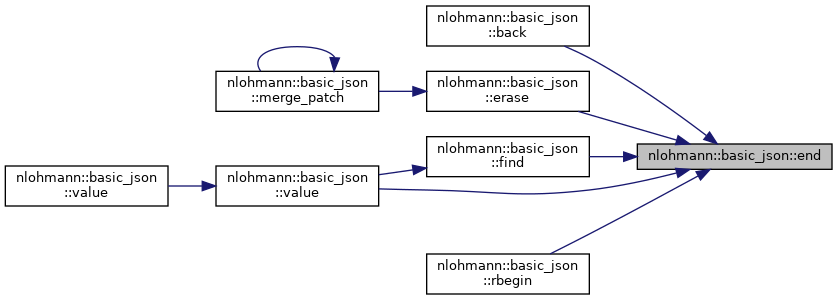 nlohmann::basic_json
::back
nlohmann::basic_json
::merge_patch
nlohmann::basic_json
::erase
nlohmann::basic_json
::find
nlohmann::basic_json::end
nlohmann::basic_json
::value
nlohmann::basic_json
::value
nlohmann::basic_json
::rbegin